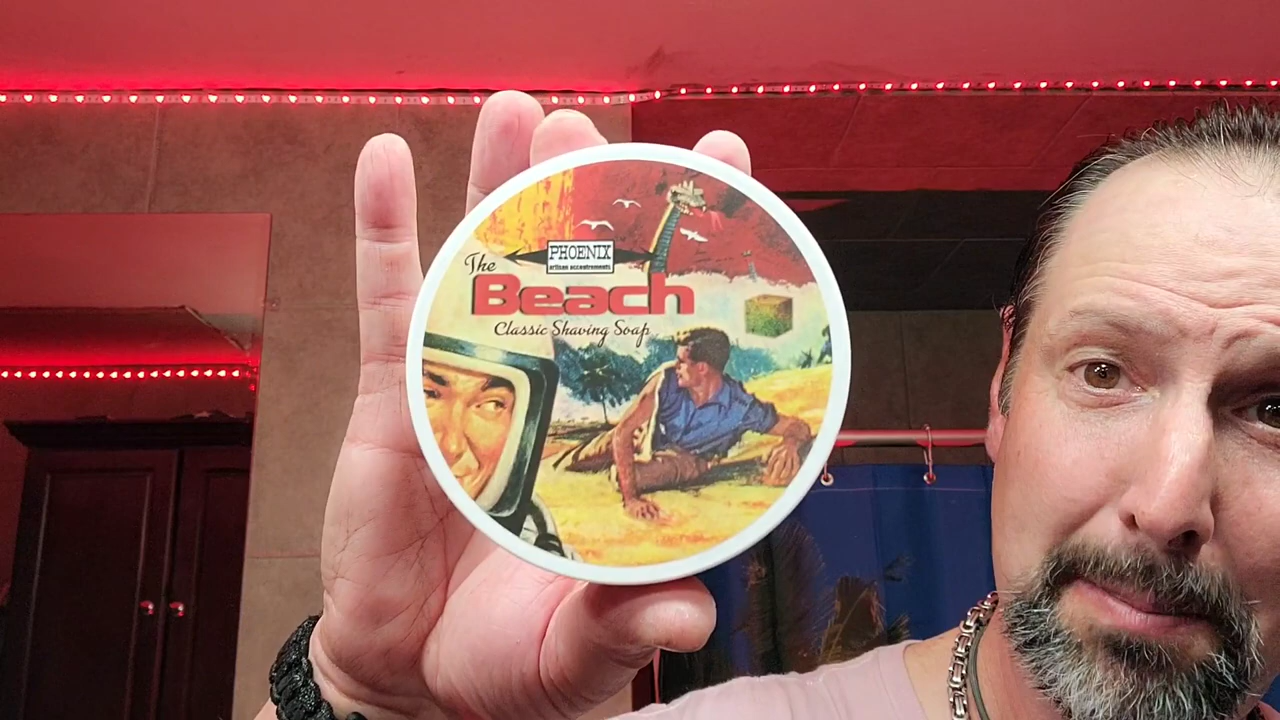 PHOENIX
artisan accoutrements
The
Beach
Classic Shaving Soap